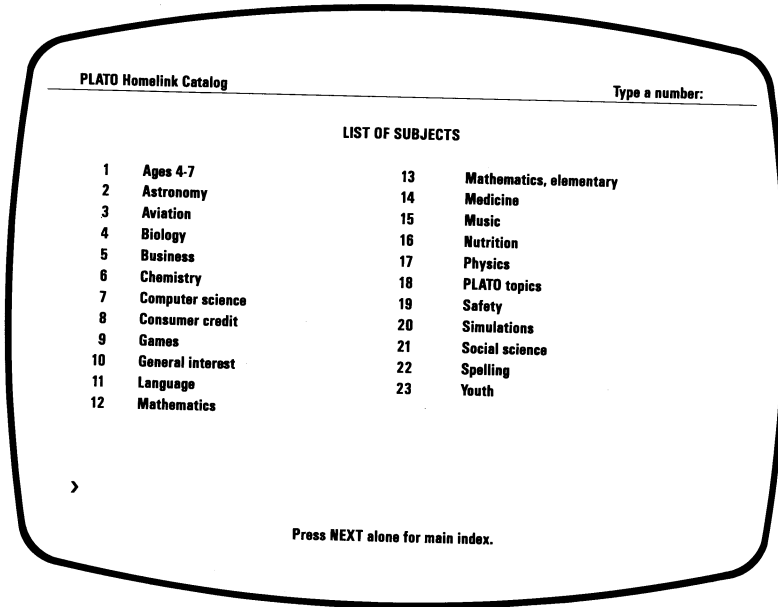 PLATO Homelink Catalog
Type a number:
LIST OF SUBJECTS
1 Ages 4-7
2 Astronomy
3 Aviation
4 Biology
5 Business
6 Chemistry
7 Computer science
8 Consumer credit
9 Games
10 General interest
11 Language
12 Mathematics
13 Mathematics, elementary
14 Medicine
15 Music
16 Nutrition
17 Physics
18 PLATO topics
19 Safety
20 Simulations
21 Social science
22 Spelling
23 Youth
>
Press NEXT alone for main index.